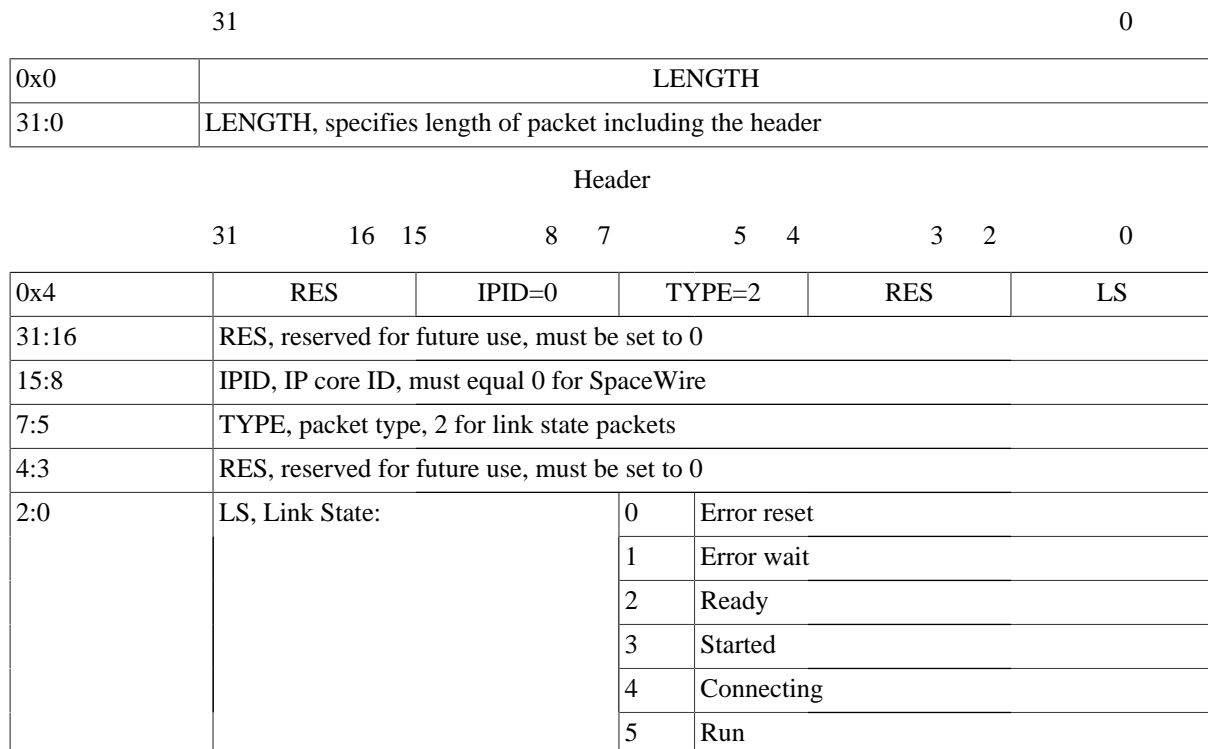 31 0
0x0 LENGTH
31:0 LENGTH, specifies length of packet including the header
Header
31 16 15 8 7 5 4 3 2 0
0x4 RES IPID=0 TYPE=2 RES LS
31:16 RES, reserved for future use, must be set to 0
15:8 IPID, IP core ID, must equal 0 for SpaceWire
7:5 TYPE, packet type, 2 for link state packets
4:3 RES, reserved for future use, must be set to 0
2:0 LS, Link State: 0 Error reset
1 Error wait
2 Ready
3 Started
4 Connecting
5 Run